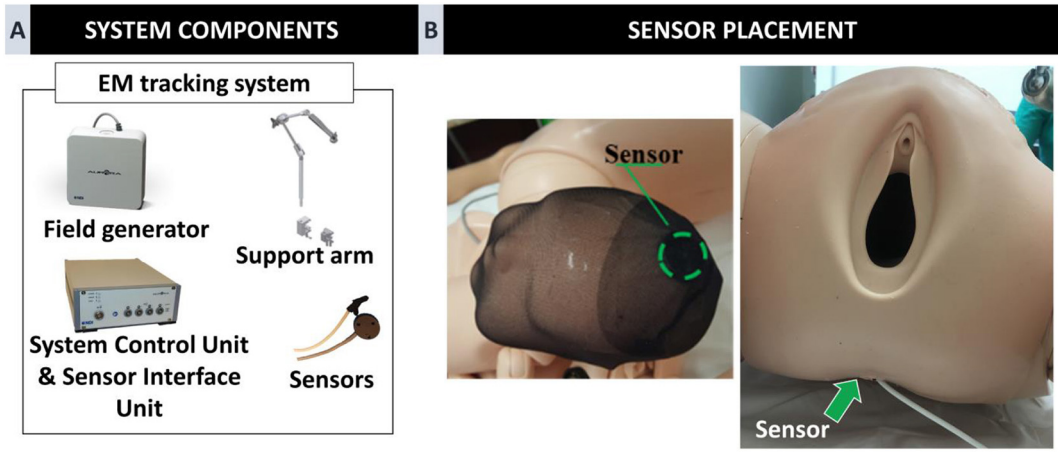 A
SYSTEM COMPONENTS
B
SENSOR PLACEMENT
EM tracking system
AURORA
Field generator
Support arm
System Control Unit
& Sensor Interface
Unit
Sensors
Sensor
Sensor